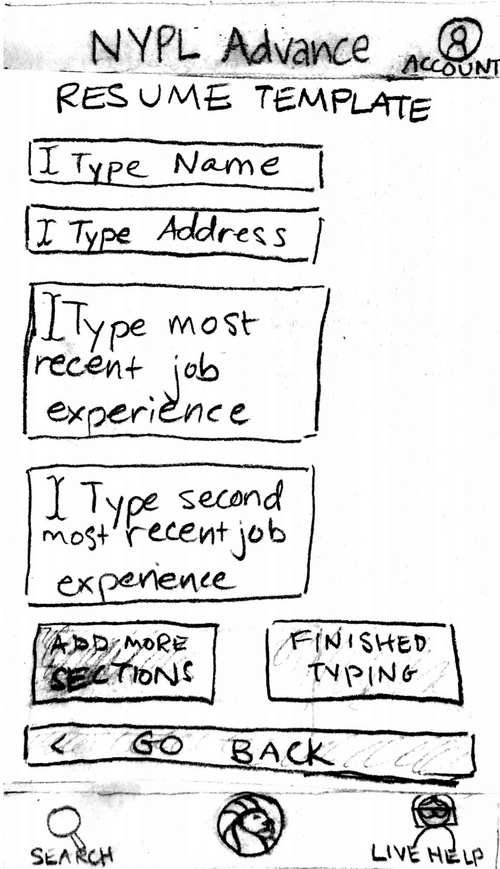 NYPL Advance
ACCOUNT
RESUME TEMPLATE
Type Name
Type Address
Type most
recent job
experience
Type second
most recent job
experience
ADD MORE
SECTIONS
FINISHED
TYPING
< GO BACK
SEARCH
LIVE HELP